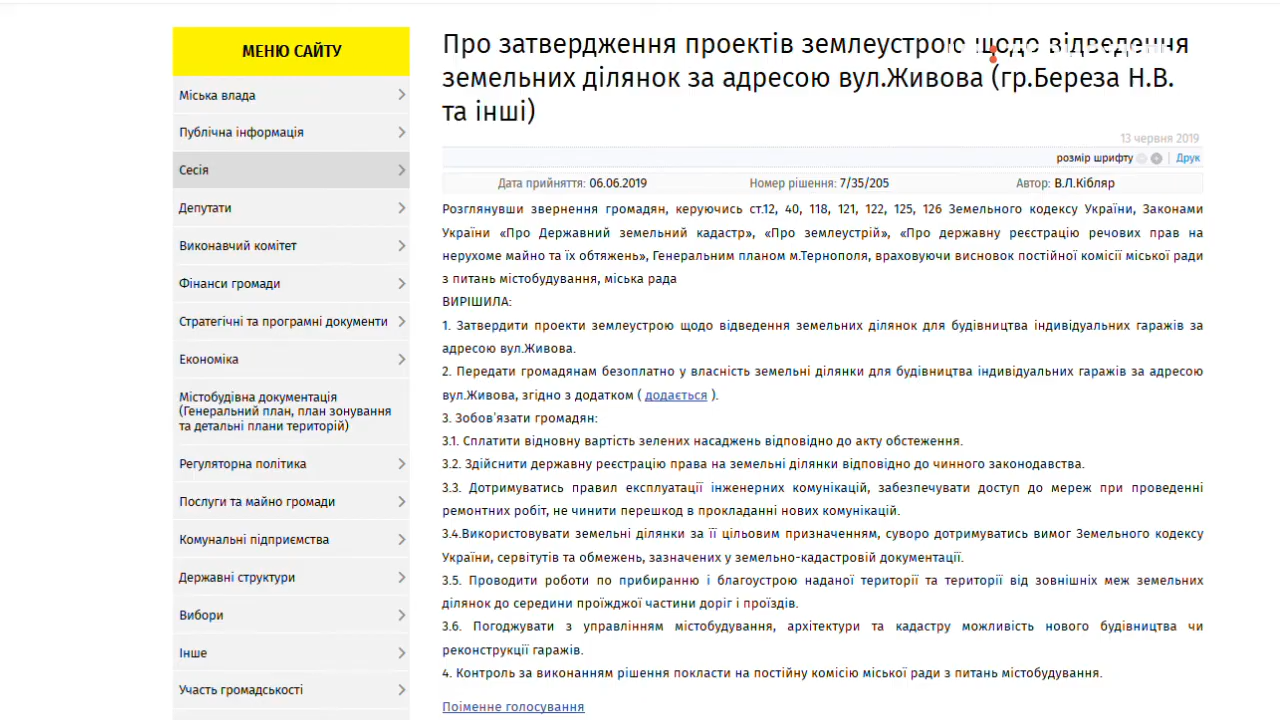 МЕНЮ САЙТУ
Міська влада
Публічна інформація
Сесія
Депутати
Виконавчий комітет
Фінанси громади
Стратегічні та програмні документи
Економіка
Містобудівна документація
(Генеральний план, план зонування
та детальні плани територій)
Регуляторна політика
Послуги та майно громади
Комунальні підприємства
Державні структури
Вибори
Інше
Участь громадськості
Про затвердження проектів землеустрою щодо відведення
земельних ділянок за адресою вул.Живова (гр.Береза Н.В.
та інші)
13 червня 2019
розмір шрифту | Друк
Дата прийняття: 06.06.2019 Номер рішення: 7/35/205 Автор: В.Л.Кібляр
Розглянувши звернення громадян, керуючись ст.12, 40, 118, 121, 122, 125, 126 Земельного кодексу України, Законами
України «Про Державний земельний кадастр», «Про землеустрій», «Про державну реєстрацію речових прав на
нерухоме майно та їх обтяжень», Генеральним планом м.Тернополя, враховуючи висновок постійної комісії міської ради
з питань містобудування, міська рада
ВИРІШИЛА:
1. Затвердити проекти землеустрою щодо відведення земельних ділянок для будівництва індивідуальних гаражів за
адресою вул.Живова.
2. Передати громадянам безоплатно у власність земельні ділянки для будівництва індивідуальних гаражів за адресою
вул.Живова, згідно з додатком ( додається ).
3. Зобов'язати громадян:
3.1. Сплатити відновну вартість зелених насаджень відповідно до акту обстеження.
3.2. Здійснити державну реєстрацію права на земельні ділянки відповідно до чинного законодавства.
3.3. Дотримуватись правил експлуатації інженерних комунікацій, забезпечувати доступ до мереж при проведенні
ремонтних робіт, не чинити перешкод в прокладанні нових комунікацій.
3.4.Використовувати земельні ділянки за її цільовим призначенням, суворо дотримуватись вимог Земельного кодексу
України, сервітутів та обмежень, зазначених у земельно-кадастровій документації.
3.5. Проводити роботи по прибиранню і благоустрою наданої території та території від зовнішніх меж земельних
ділянок до середини проїжджої частини доріг і проїздів.
3.6. Погоджувати з управлінням містобудування, архітектури та кадастру можливість нового будівництва чи
реконструкції гаражів.
4. Контроль за виконанням рішення покласти на постійну комісію міської ради з питань містобудування.
Поіменне голосування